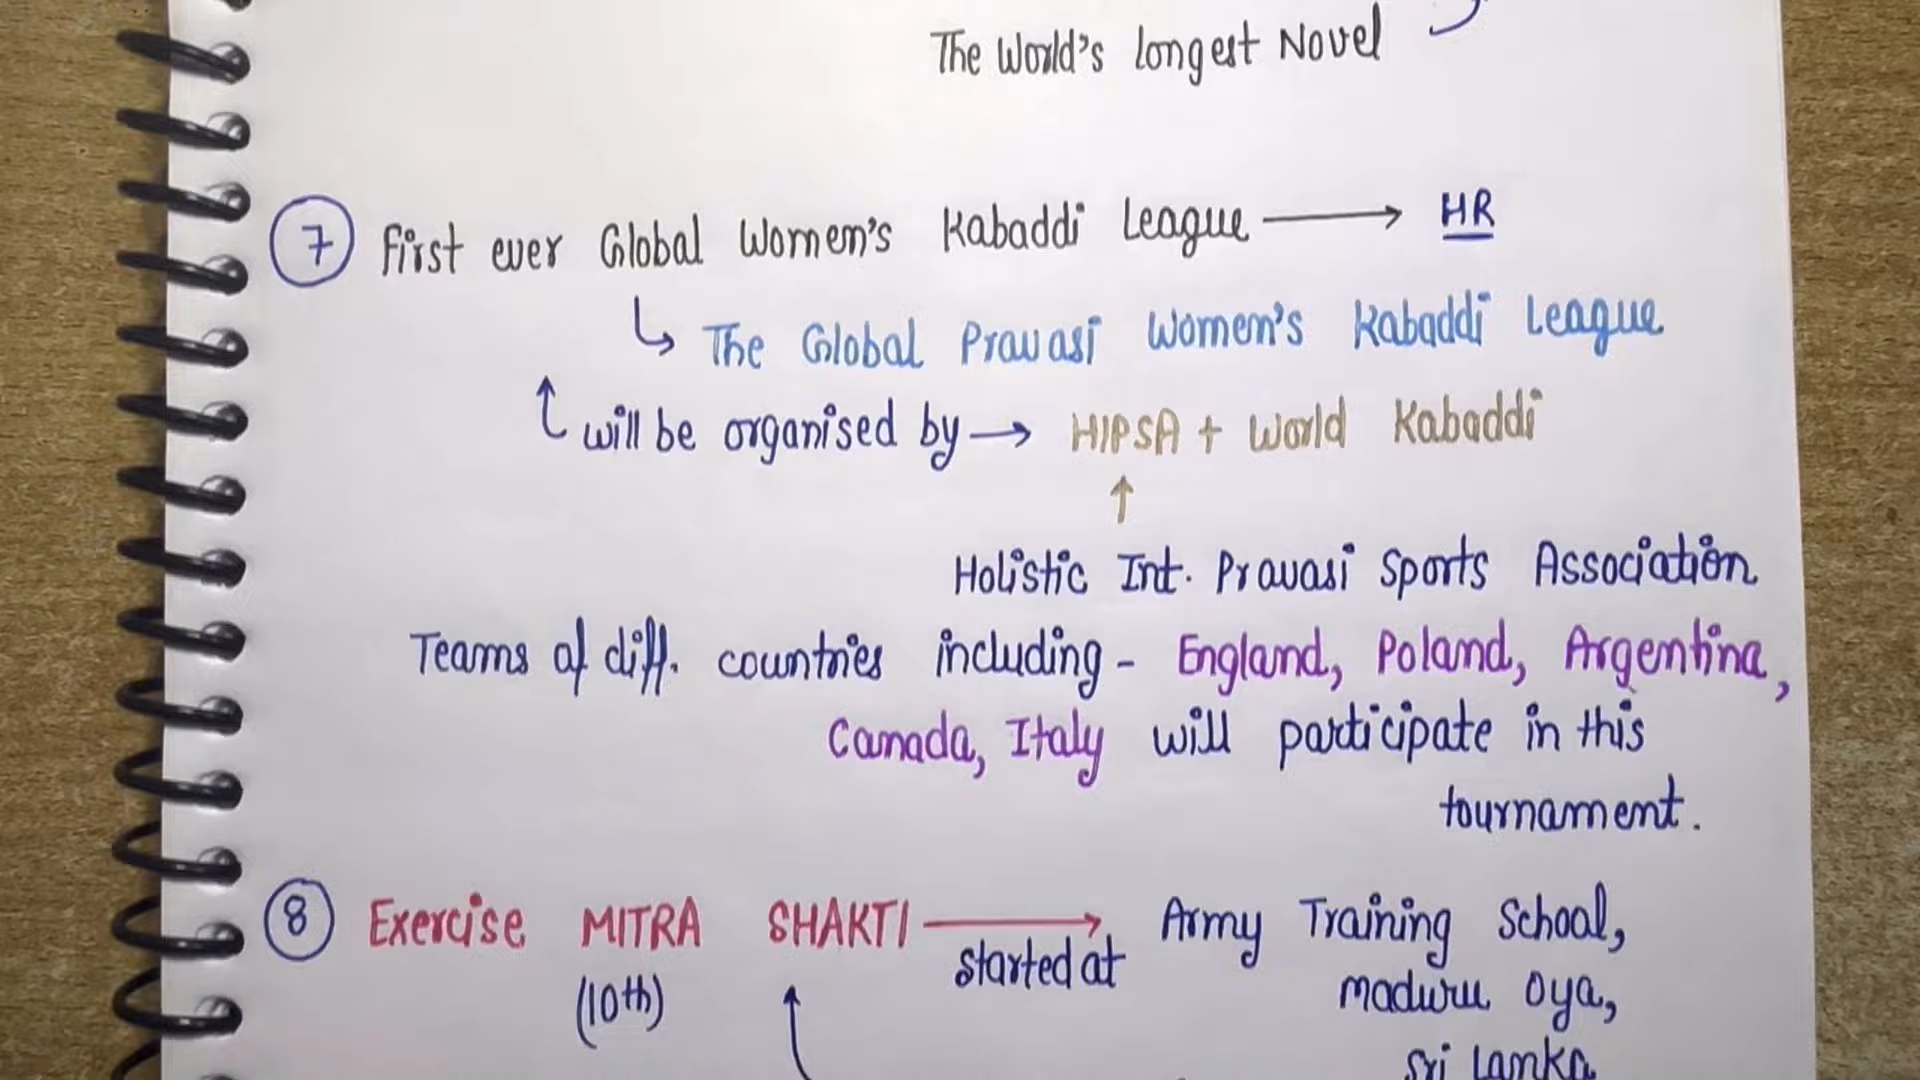 The World's longest Novel
7 First ever Global Women's Kabaddi League → HR
↳ The Global Pravasi Women's Kabaddi League
will be organised by → HIPSA + World Kabaddi
↑
Holistic Int. Pravasi Sports Association
Teams of diff. countries including - England, Poland, Argentina,
Canada, Italy will participate in this
tournament.
8 Exercise MITRA SHAKTI → Army Training School,
(10th) started at maduru Oya,
Sri Lanka